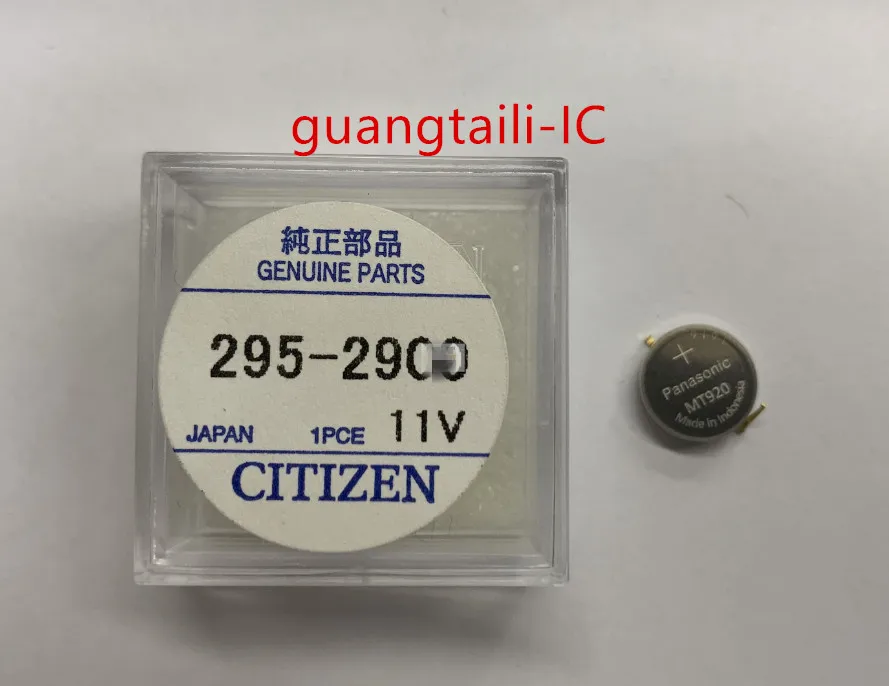 guangtaili-IC
純正部品
GENUINE PARTS
JAPAN 1PCE 11V
CITIZEN
+
Panasonic
MT920
Made in Indonesia